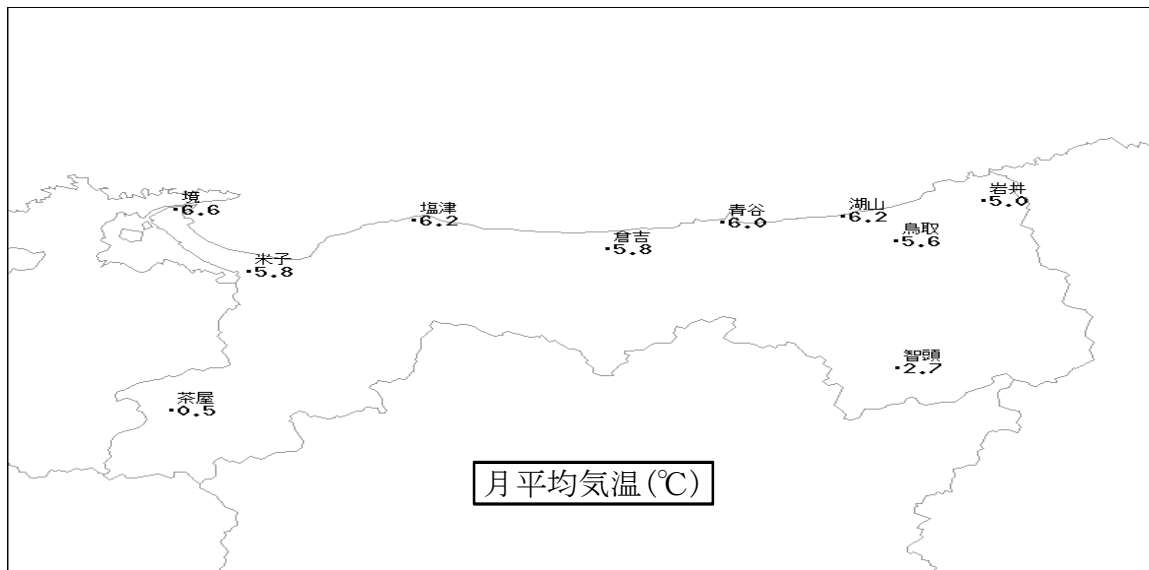 岩井
・5.0
境
・6.6
湖山
・6.2
塩津
・6.2
青谷
・6.0
鳥取
・5.6
倉吉
・5.8
米子
・5.8
智頭
・2.7
茶屋
・0.5
月平均気温(℃)